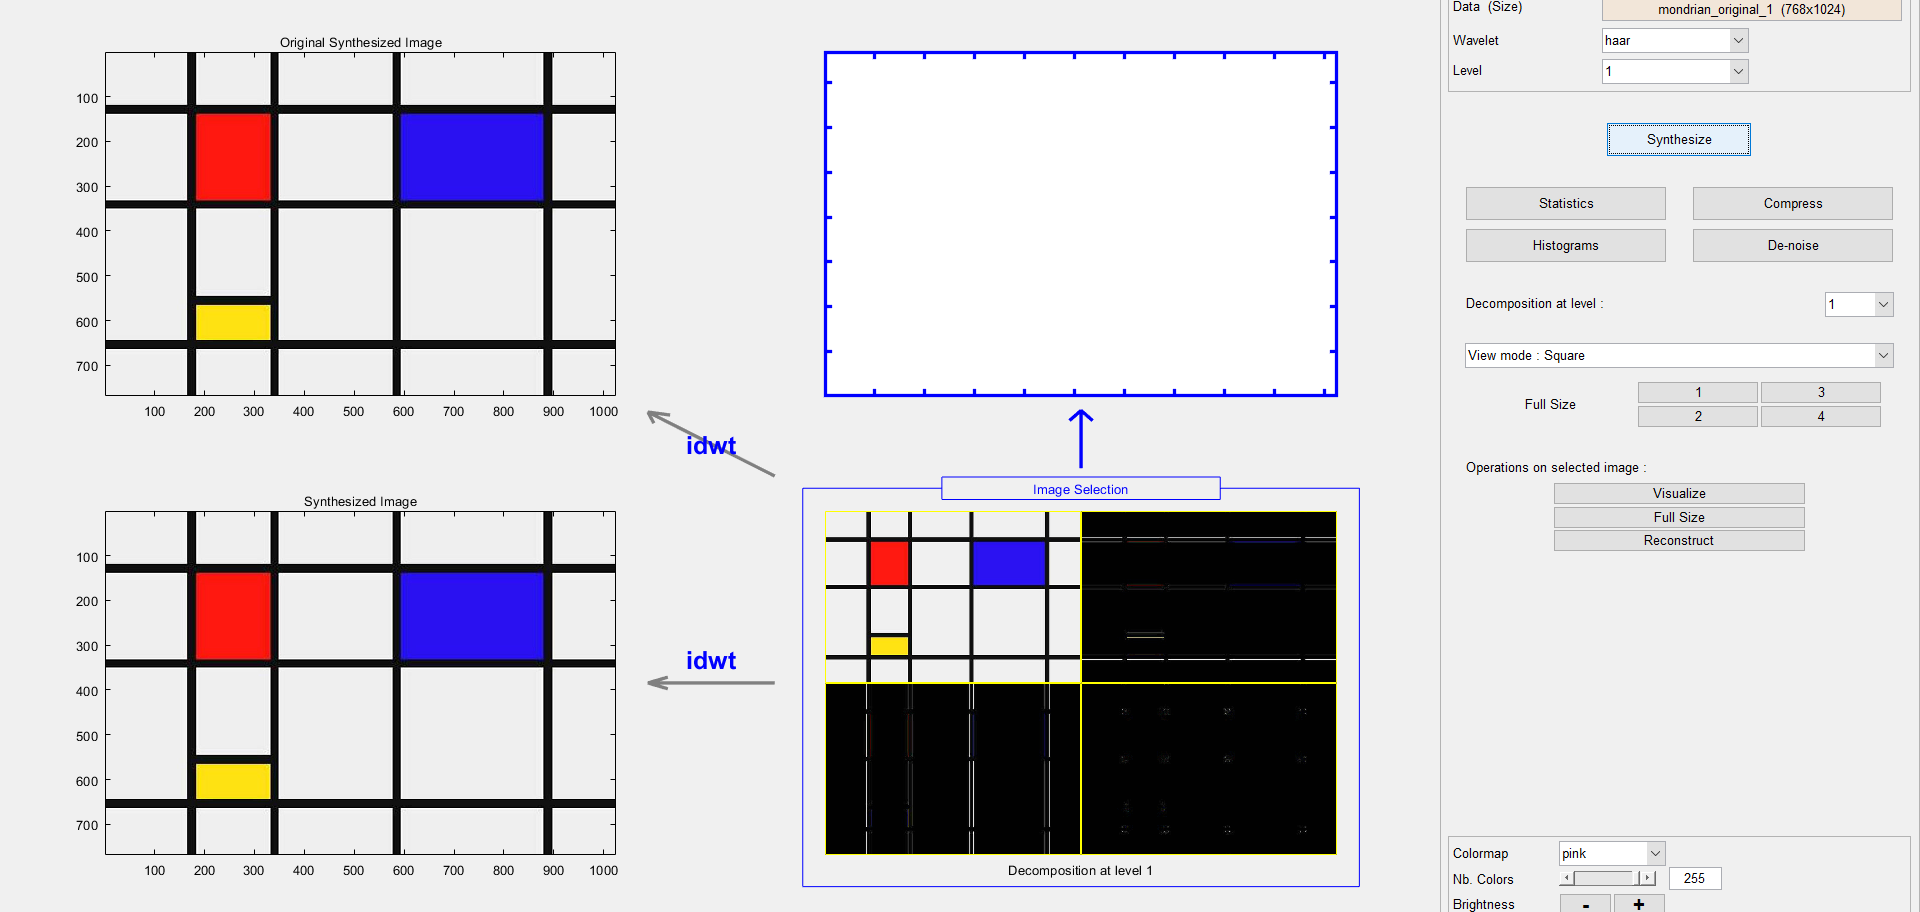 Original Synthesized Image
100
200
300
400
500
600
700
100 200 300 400 500 600 700 800 900 1000
idwt
Synthesized Image
100
200
300
400
500
600
700
100 200 300 400 500 600 700 800 900 1000
idwt
Image Selection
Decomposition at level 1
Data (Size) mondrian_original_1 (768x1024)
Wavelet haar
Level 1
Synthesize
Statistics Compress
Histograms De-noise
Decomposition at level : 1
View mode : Square
Full Size
1 3
2 4
Operations on selected image :
Visualize
Full Size
Reconstruct
Colormap pink
Nb. Colors 255
Brightness - +